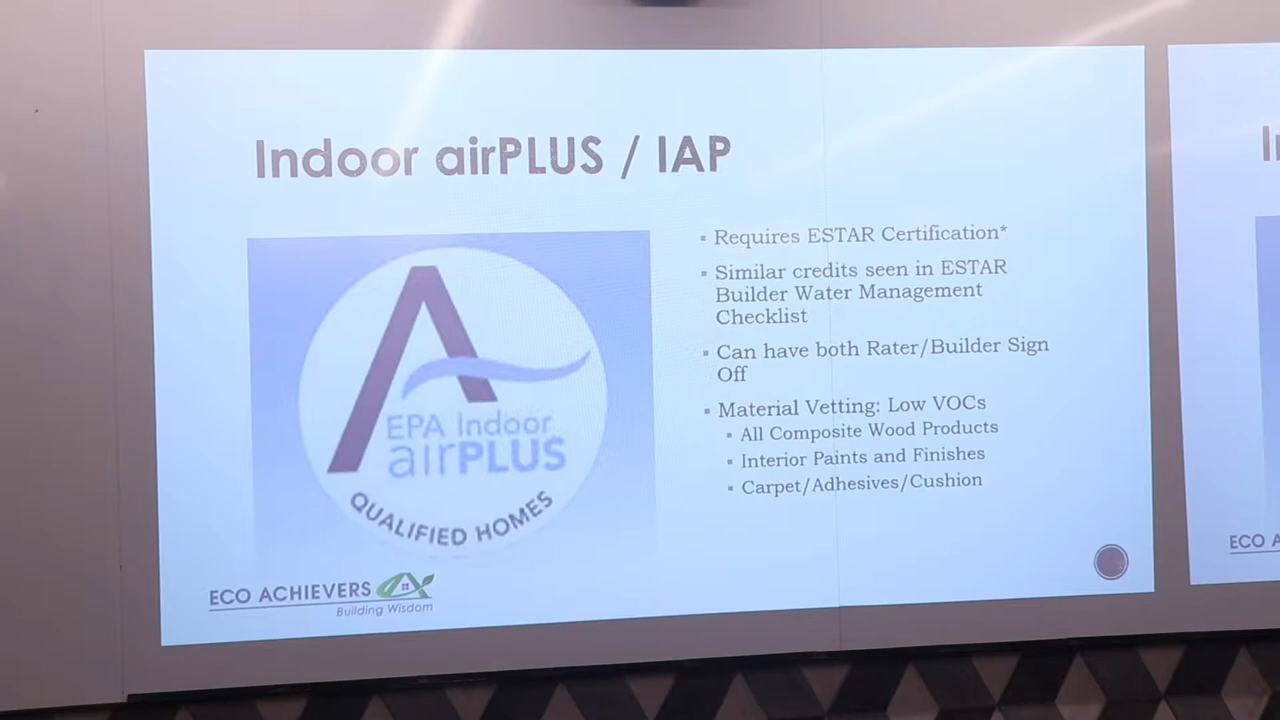 Indoor airPLUS / IAP
EPA Indoor
airPLUS
QUALIFIED HOMES
▪ Requires ESTAR Certification*
▪ Similar credits seen in ESTAR
Builder Water Management
Checklist
▪ Can have both Rater/Builder Sign
Off
▪ Material Vetting: Low VOCs
▪ All Composite Wood Products
▪ Interior Paints and Finishes
▪ Carpet/Adhesives/Cushion
ECO ACHIEVERS
Building Wisdom
ECO